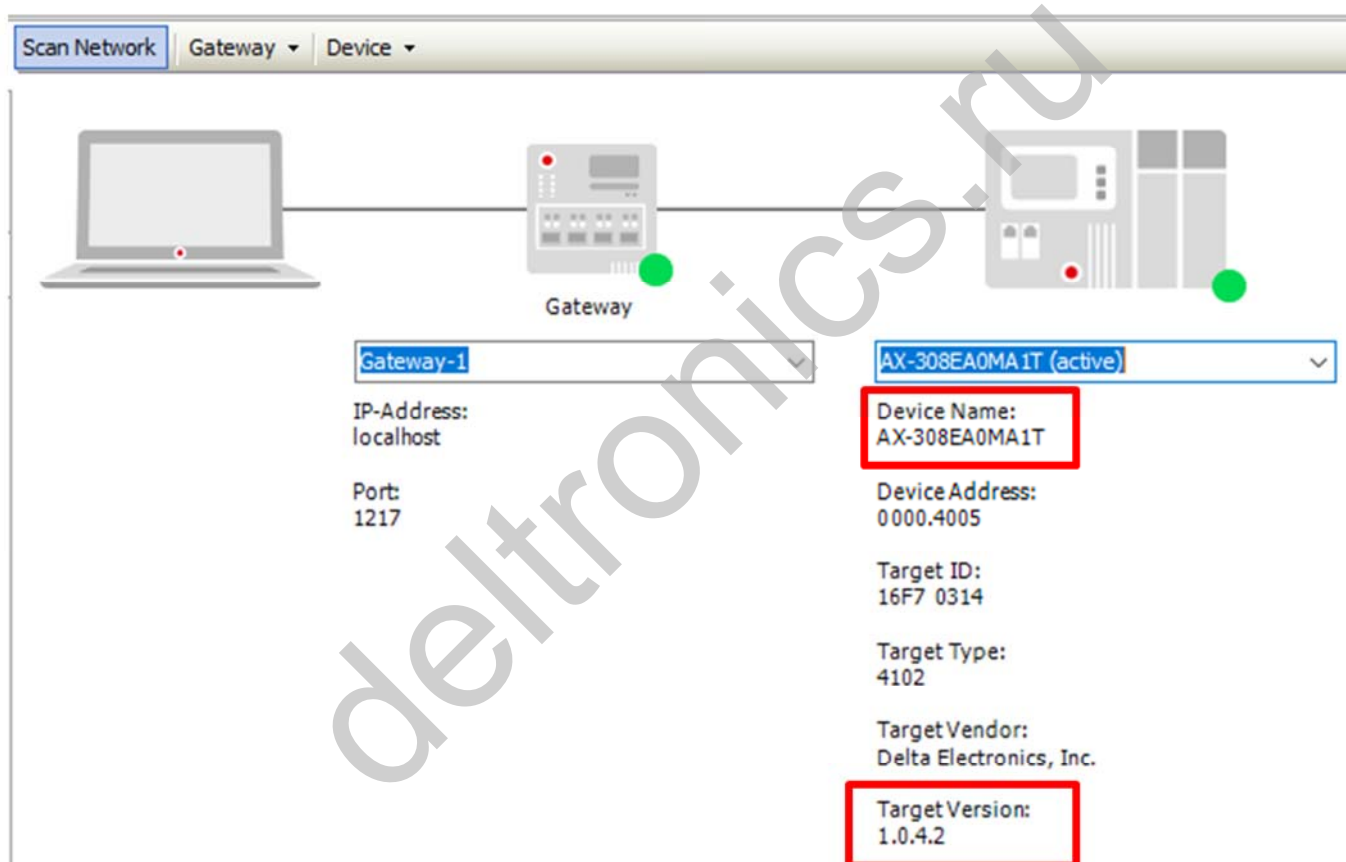 Scan Network Gateway Device
Gateway
Gateway-1
IP-Address:
localhost
Port:
1217
AX-308EA0MA1T (active)
Device Name:
AX-308EA0MA1T
Device Address:
0000.4005
Target ID:
16F7 0314
Target Type:
4102
Target Vendor:
Delta Electronics, Inc.
Target Version:
1.0.4.2
deltronics.ru